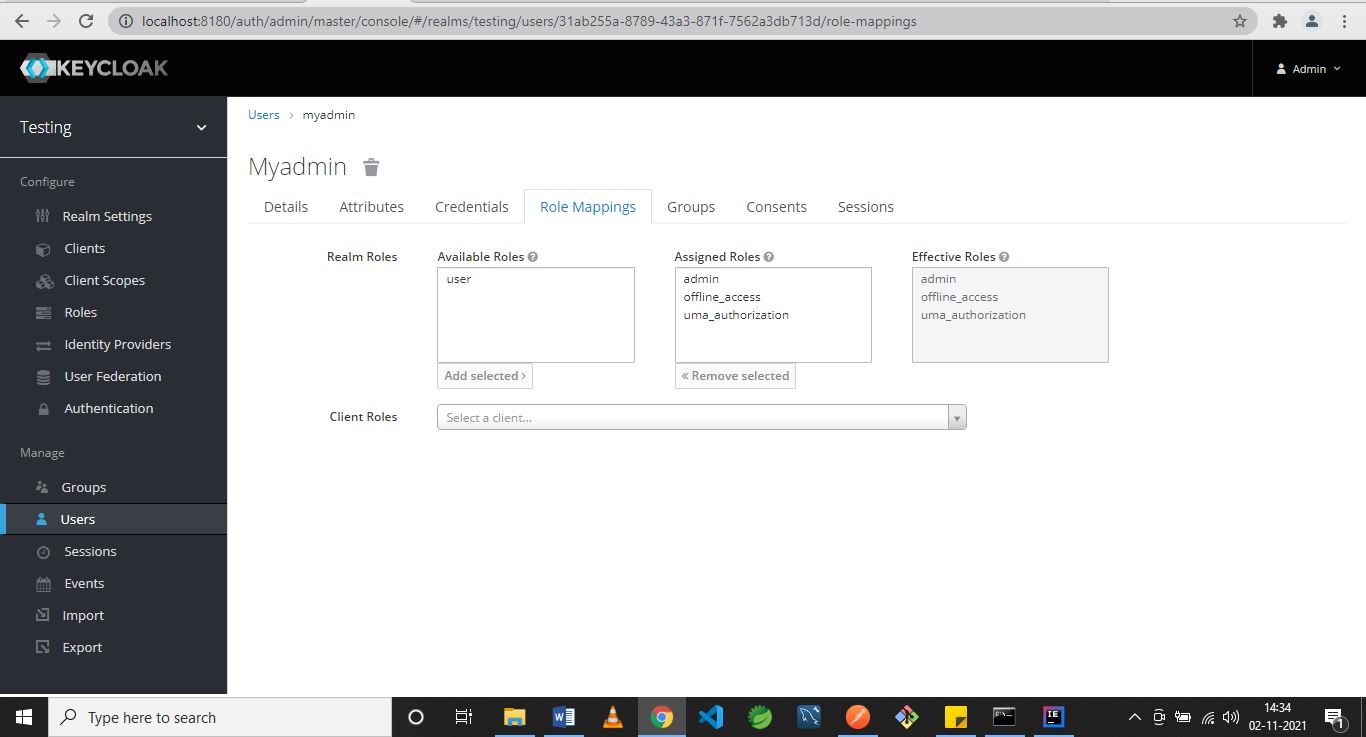 localhost:8180/auth/admin/master/console/#/realms/testing/users/31ab255a-8789-43a3-871f-7562a3db713d/role-mappings
KEYCLOAK
Admin
Testing
Configure
Realm Settings
Clients
Client Scopes
Roles
Identity Providers
User Federation
Authentication
Manage
Groups
Users
Sessions
Events
Import
Export
Users > myadmin
Myadmin
Details Attributes Credentials Role Mappings Groups Consents Sessions
Realm Roles
Available Roles ?
user
Add selected >
Assigned Roles ?
admin
offline_access
uma_authorization
« Remove selected
Effective Roles ?
admin
offline_access
uma_authorization
Client Roles
Select a client...
Type here to search
W
IE
14:34
02-11-2021
1